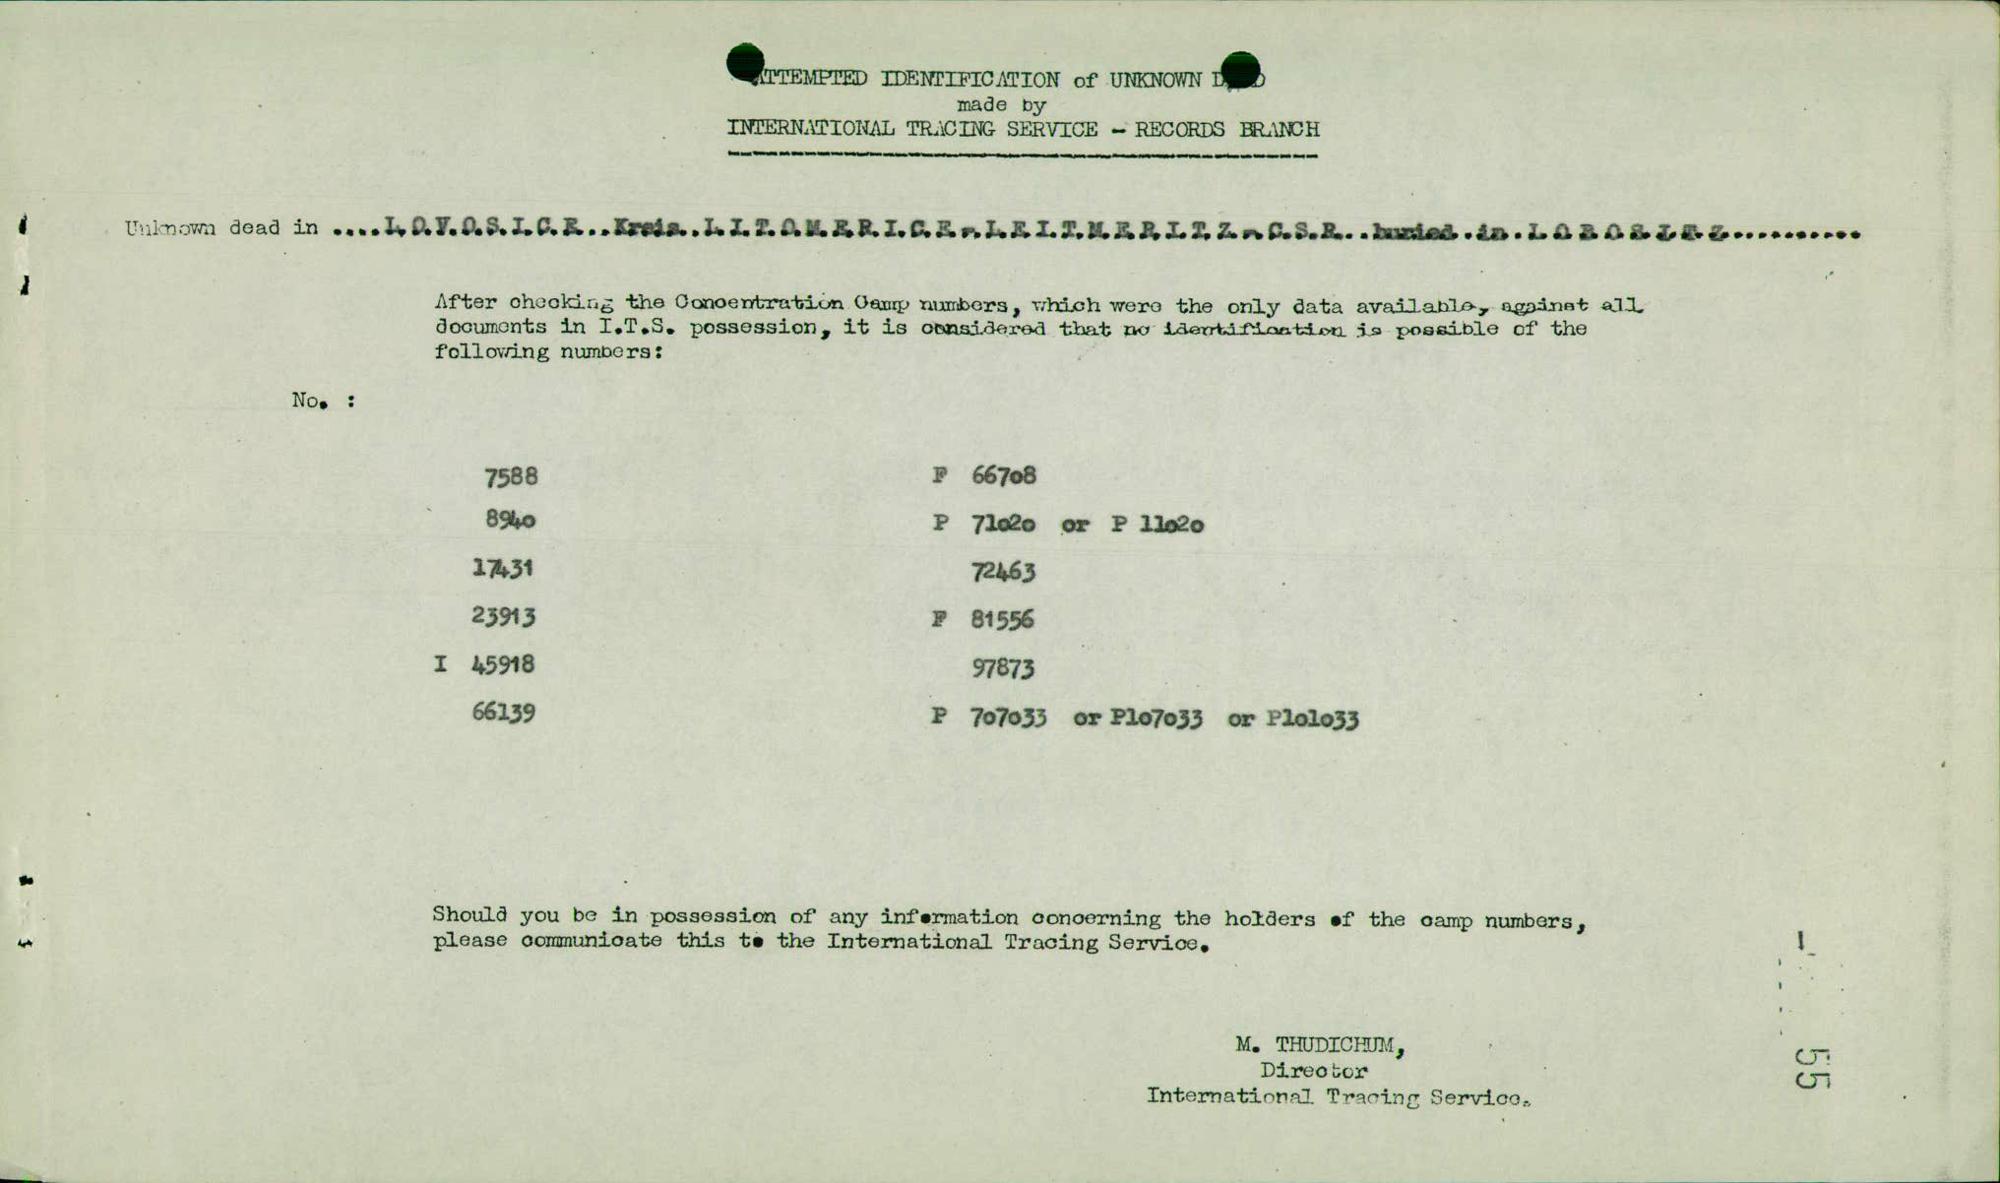 ATTEMPTED IDENTIFICATION of UNKNOWN DEAD
made by
INTERNATIONAL TRACING SERVICE - RECORDS BRANCH
Unknown dead in ....L.O.V.O.S.I.C.E...Kreis..L.I.T.O.M.E.R.I.C.E.-.L.E.I.T.M.E.R.I.T.Z.-.C.S.R...buried.in.L O B O S I T Z...........
After checking the Concentration Camp numbers, which were the only data available, against all
documents in I.T.S. possession, it is considered that no identification is possible of the
following numbers:
No. :
7588
8940
17431
23913
I 45918
66139
F 66708
P 71020 or P 11020
72463
F 81556
97873
P 707033 or P107033 or P101033
Should you be in possession of any information concerning the holders of the camp numbers,
please communicate this to the International Tracing Service.
M. THUDICHUM,
Director
International Tracing Service.
55